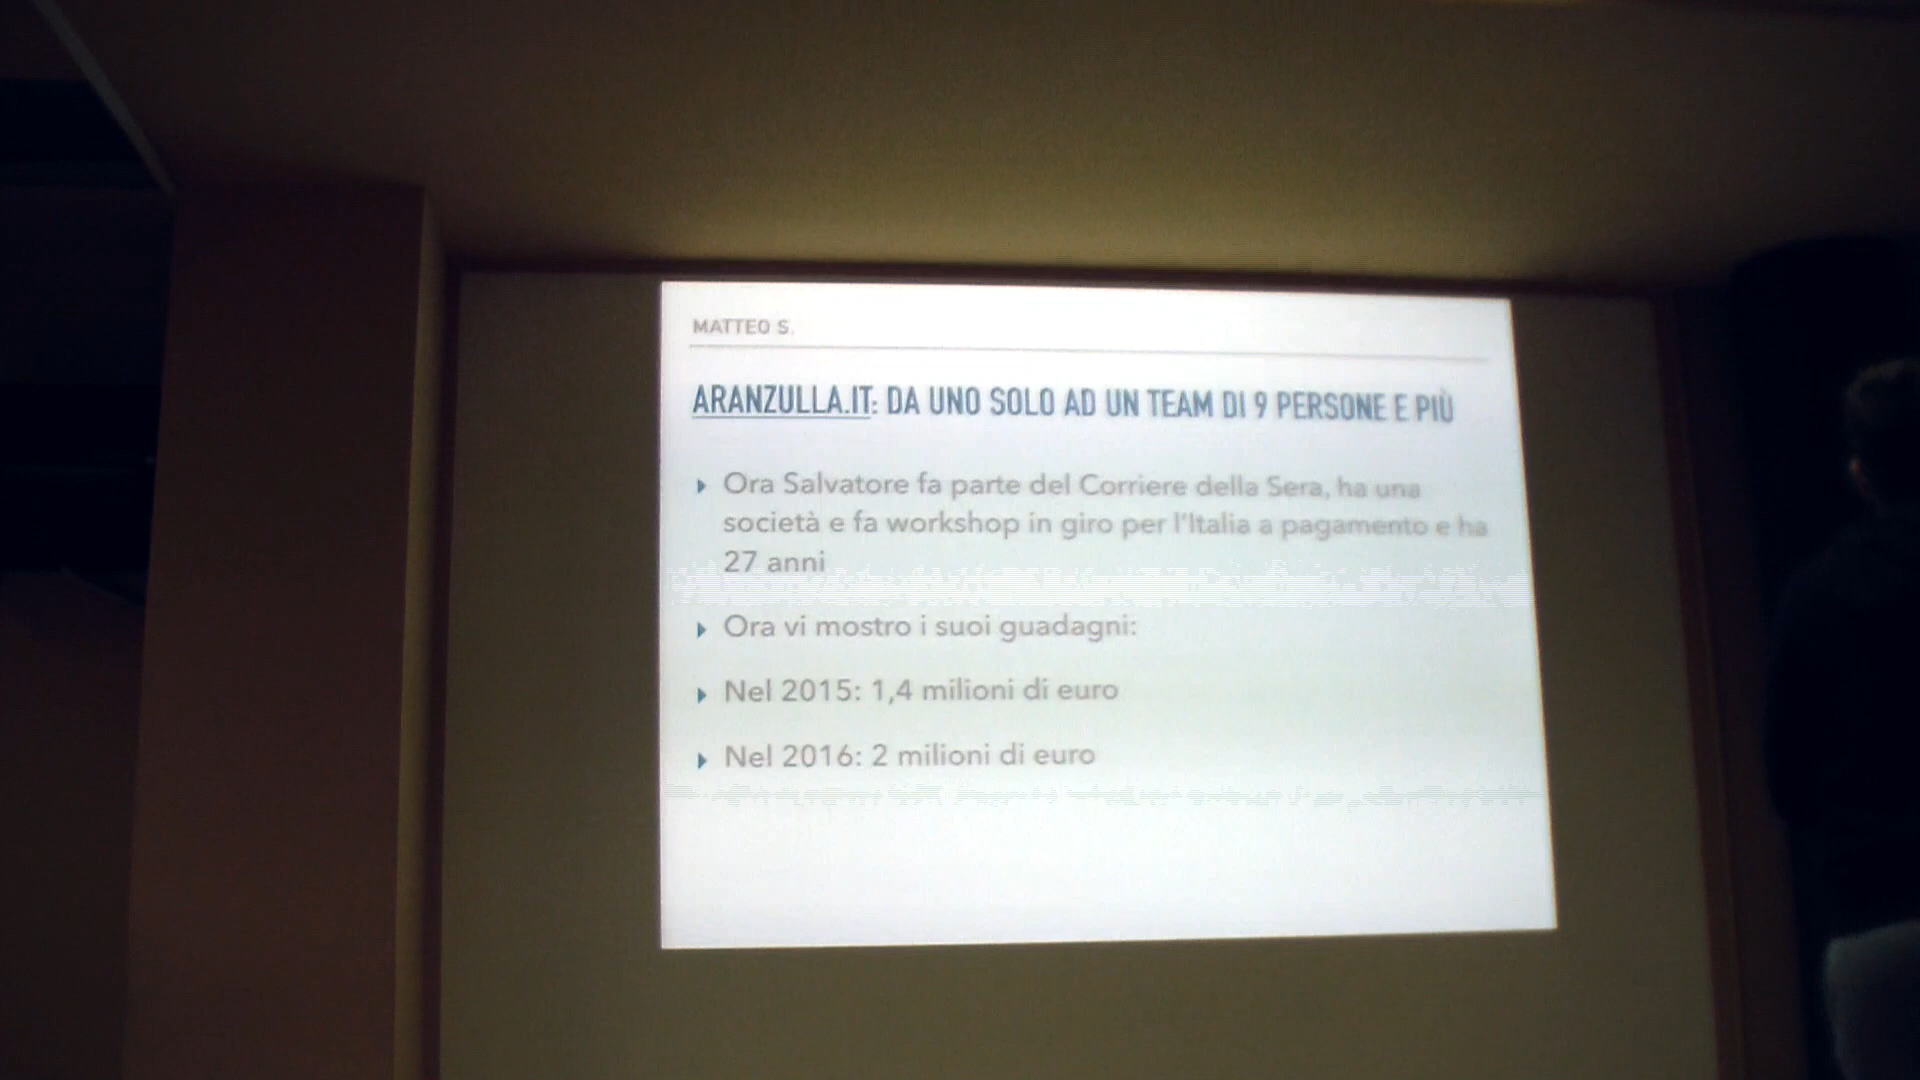 MATTEO S.
ARANZULLA.IT: DA UNO SOLO AD UN TEAM DI 9 PERSONE E PIÙ
Ora Salvatore fa parte del Corriere della Sera, ha una
società e fa workshop in giro per l'Italia a pagamento e ha
27 anni
Ora vi mostro i suoi guadagni:
Nel 2015: 1,4 milioni di euro
Nel 2016: 2 milioni di euro